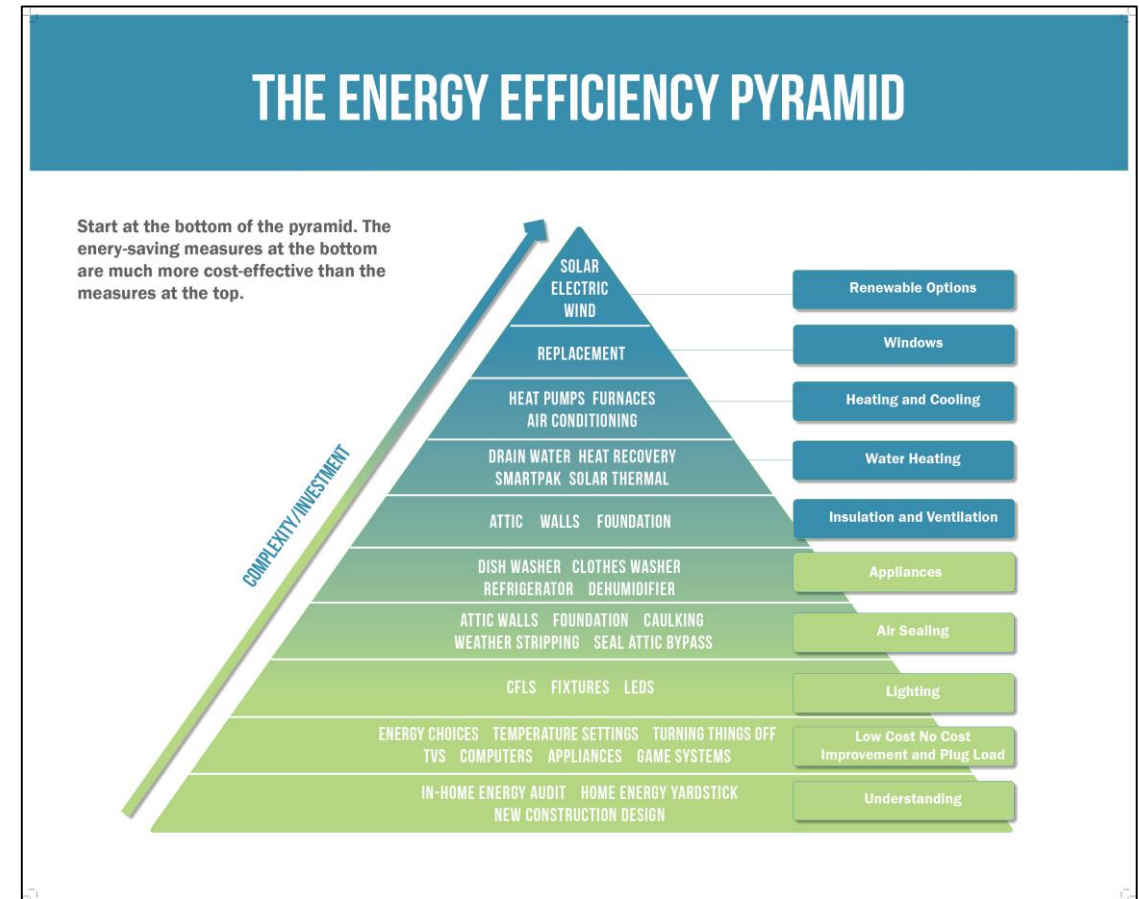 THE ENERGY EFFICIENCY PYRAMID
Start at the bottom of the pyramid. The
enery-saving measures at the bottom
are much more cost-effective than the
measures at the top.
COMPLEXITY/INVESTMENT
SOLAR
ELECTRIC
WIND
Renewable Options
REPLACEMENT
Windows
HEAT PUMPS FURNACES
AIR CONDITIONING
Heating and Cooling
DRAIN WATER HEAT RECOVERY
SMARTPAK SOLAR THERMAL
Water Heating
ATTIC WALLS FOUNDATION
Insulation and Ventilation
DISH WASHER CLOTHES WASHER
REFRIGERATOR DEHUMIDIFIER
Appliances
ATTIC WALLS FOUNDATION CAULKING
WEATHER STRIPPING SEAL ATTIC BYPASS
Air Sealing
CFLS FIXTURES LEDS
Lighting
ENERGY CHOICES TEMPERATURE SETTINGS TURNING THINGS OFF
TVS COMPUTERS APPLIANCES GAME SYSTEMS
Low Cost No Cost
Improvement and Plug Load
IN-HOME ENERGY AUDIT HOME ENERGY YARDSTICK
NEW CONSTRUCTION DESIGN
Understanding